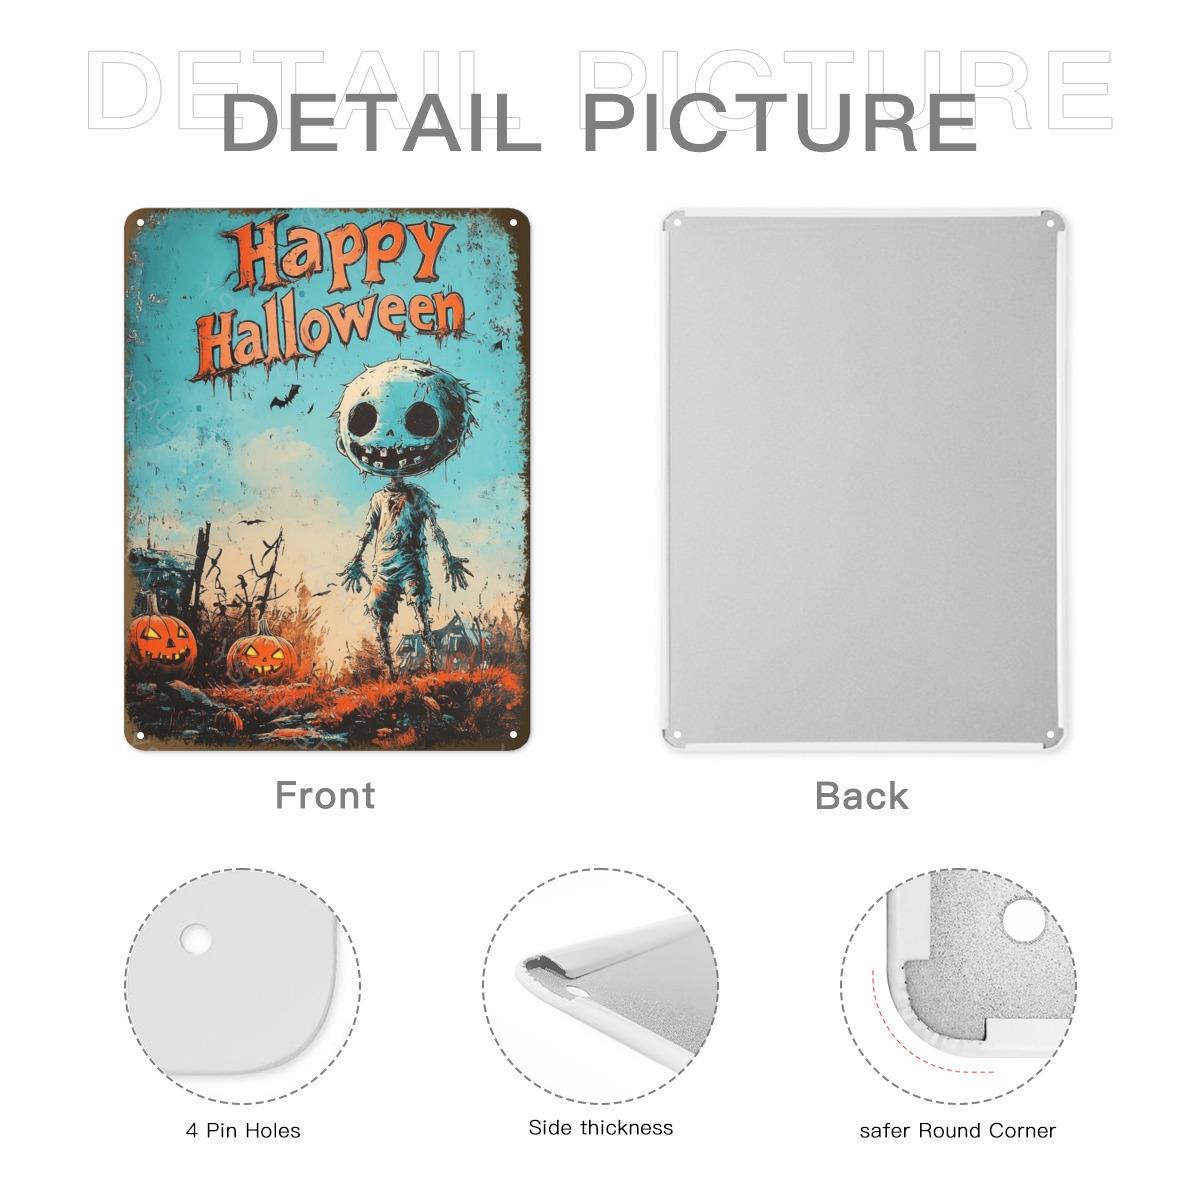 DETAIL PICTURE
DETAIL PICTURE
Happy
Halloween
Front
Back
4 Pin Holes
Side thickness
safer Round Corner